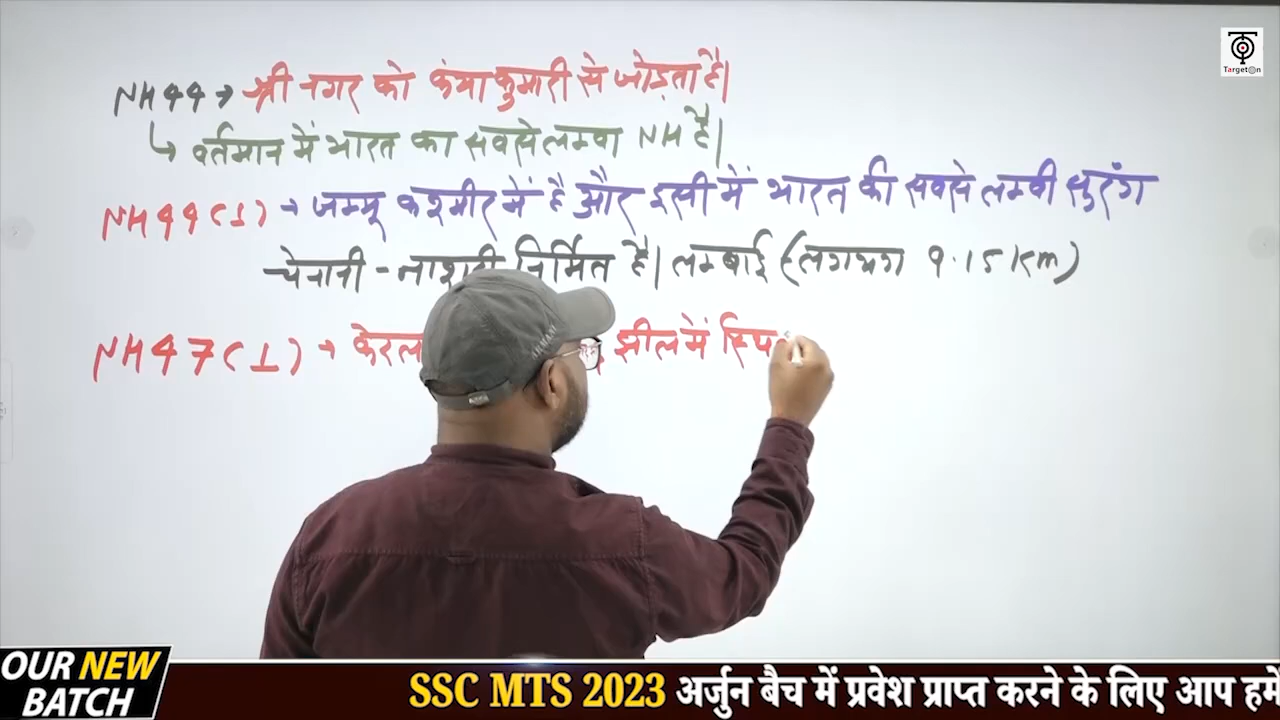 Target@n
NH44 → श्री नगर को कंयाकुमारी से जोड़ता है।
↳ वर्तमान में भारत का सबसे लम्बा NH है।
NH44(1) → जम्मू कश्मीर में है और इसी में भारत की सबसे लम्बी सुरंग
चेनानी - नाशरी निर्मित है। लम्बाई (लगभग 9.15 km)
NH47(1) → केरल झील में स्थि
OUR NEW
BATCH
SSC MTS 2023 अर्जुन बैच में प्रवेश प्राप्त करने के लिए आप हमे